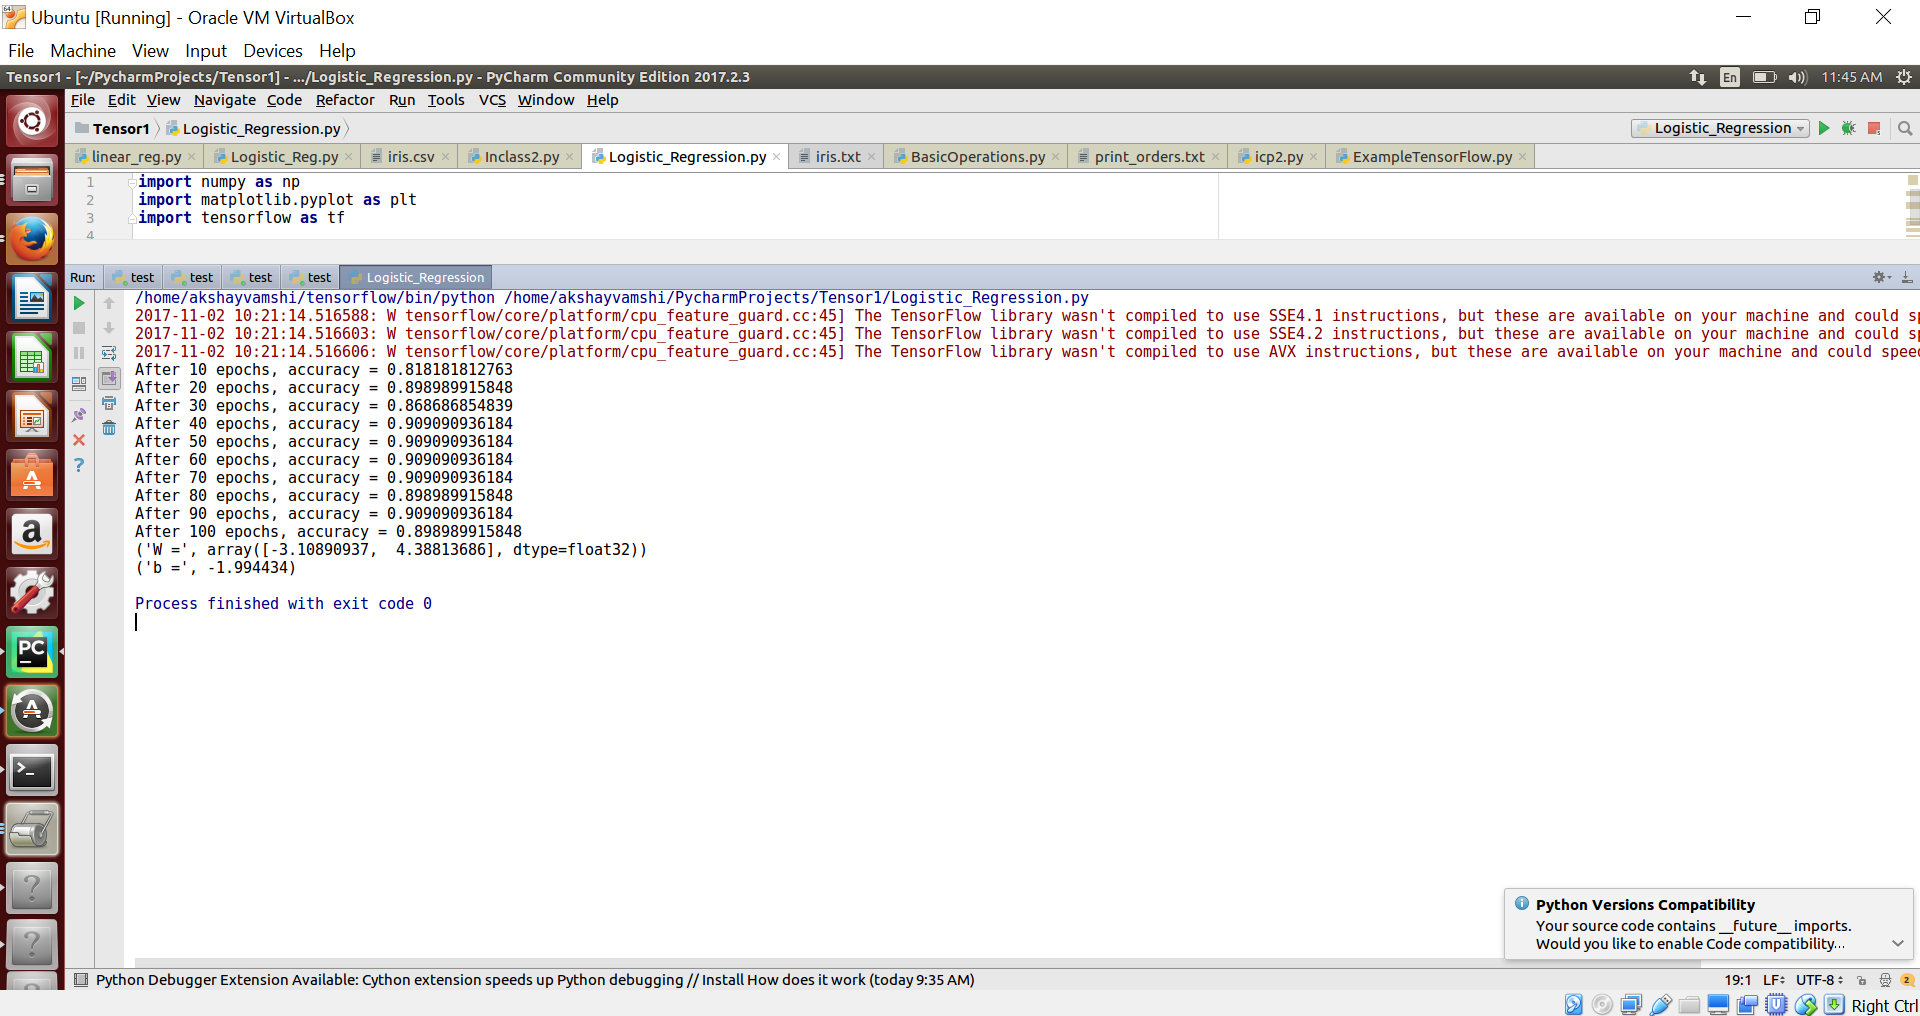 Ubuntu [Running] - Oracle VM VirtualBox
File Machine View Input Devices Help
Tensor1 - [~/PycharmProjects/Tensor1] - .../Logistic_Regression.py - PyCharm Community Edition 2017.2.3
En 11:45 AM
File Edit View Navigate Code Refactor Run Tools VCS Window Help
Tensor1 Logistic_Regression.py Logistic_Regression
linear_reg.py Logistic_Reg.py iris.csv Inclass2.py Logistic_Regression.py iris.txt BasicOperations.py print_orders.txt icp2.py ExampleTensorFlow.py
1 import numpy as np
2 import matplotlib.pyplot as plt
3 import tensorflow as tf
4
Run: test test test test Logistic_Regression
/home/akshayvamshi/tensorflow/bin/python /home/akshayvamshi/PycharmProjects/Tensor1/Logistic_Regression.py
2017-11-02 10:21:14.516588: W tensorflow/core/platform/cpu_feature_guard.cc:45] The TensorFlow library wasn't compiled to use SSE4.1 instructions, but these are available on your machine and could sp
2017-11-02 10:21:14.516603: W tensorflow/core/platform/cpu_feature_guard.cc:45] The TensorFlow library wasn't compiled to use SSE4.2 instructions, but these are available on your machine and could sp
2017-11-02 10:21:14.516606: W tensorflow/core/platform/cpu_feature_guard.cc:45] The TensorFlow library wasn't compiled to use AVX instructions, but these are available on your machine and could speed
After 10 epochs, accuracy = 0.818181812763
After 20 epochs, accuracy = 0.898989915848
After 30 epochs, accuracy = 0.868686854839
After 40 epochs, accuracy = 0.909090936184
After 50 epochs, accuracy = 0.909090936184
After 60 epochs, accuracy = 0.909090936184
After 70 epochs, accuracy = 0.909090936184
After 80 epochs, accuracy = 0.898989915848
After 90 epochs, accuracy = 0.909090936184
After 100 epochs, accuracy = 0.898989915848
('W =', array([-3.10890937,  4.38813686], dtype=float32))
('b =', -1.994434)
Process finished with exit code 0
PC
Python Versions Compatibility
Your source code contains __future__ imports.
Would you like to enable Code compatibility...
Python Debugger Extension Available: Cython extension speeds up Python debugging // Install How does it work (today 9:35 AM)
19:1 LF UTF-8 2
Right Ctrl